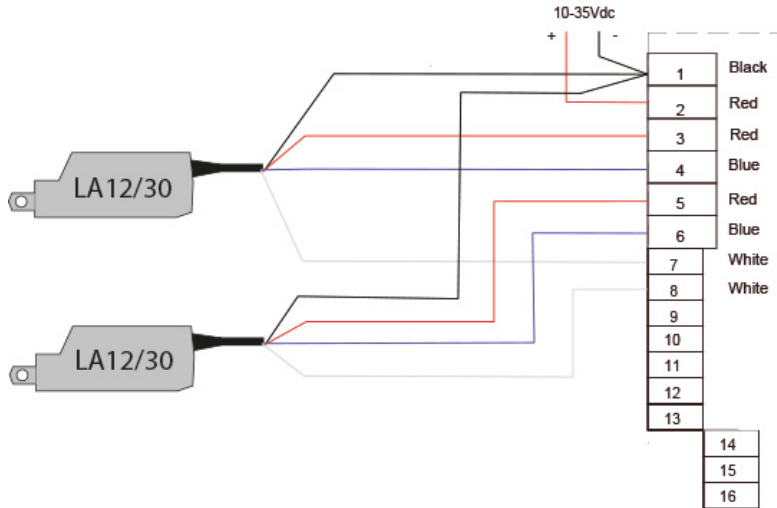 10-35Vdc
+ -
1 Black
2 Red
3 Red
4 Blue
5 Red
6 Blue
7 White
8 White
9
10
11
12
13
14
15
16
LA12/30
LA12/30